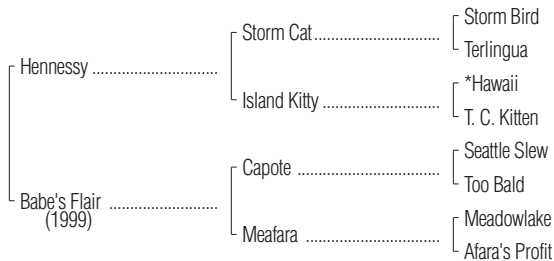 Storm Bird
Storm Cat
Terlingua
Hennessy
*Hawaii
Island Kitty
T. C. Kitten
Seattle Slew
Capote
Too Bald
Babe's Flair
(1999)
Meadowlake
Meafara
Afara's Profit